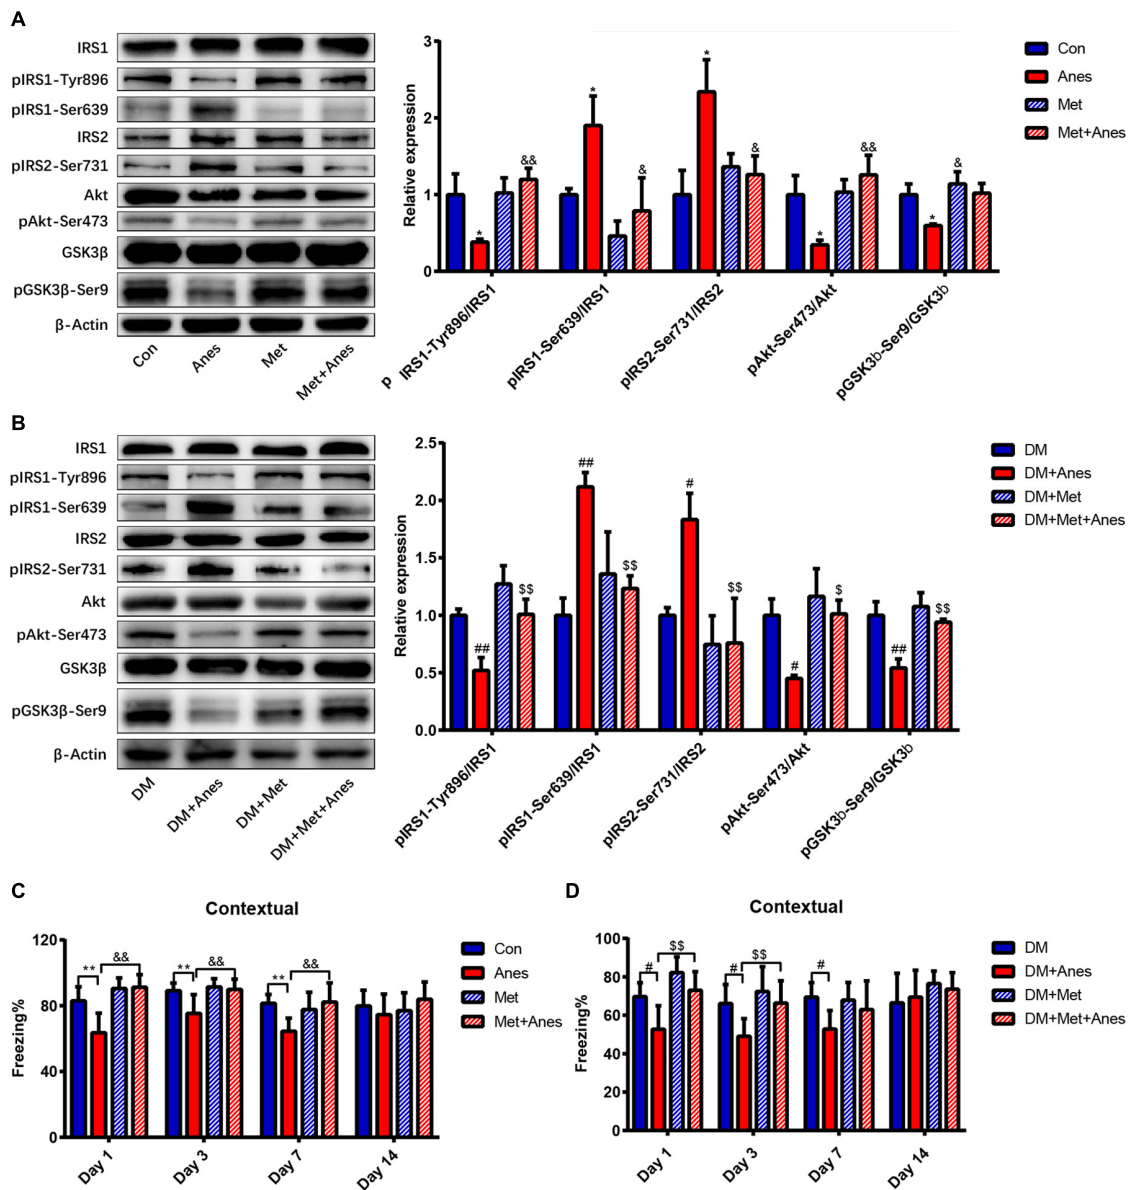 A
IRS1
pIRS1-Tyr896
pIRS1-Ser639
IRS2
pIRS2-Ser731
Akt
pAkt-Ser473
GSK3β
pGSK3β-Ser9
β-Actin
Con
Anes
Met
Met+Anes
Relative expression
3
2
1
0
*
&&
*
&
*
&
*
&&
*
&
p IRS1-Tyr896/IRS1
pIRS1-Ser639/IRS1
pIRS2-Ser731/IRS2
pAkt-Ser473/Akt
pGSK3b-Ser9/GSK3b
Con
Anes
Met
Met+Anes
B
IRS1
pIRS1-Tyr896
pIRS1-Ser639
IRS2
pIRS2-Ser731
Akt
pAkt-Ser473
GSK3β
pGSK3β-Ser9
β-Actin
DM
DM+Anes
DM+Met
DM+Met+Anes
Relative expression
2.5
2.0
1.5
1.0
0.5
0.0
##
$$
##
$$
#
$$
#
$
##
$$
pIRS1-Tyr896/IRS1
pIRS1-Ser639/IRS1
pIRS2-Ser731/IRS2
pAkt-Ser473/Akt
pGSK3b-Ser9/GSK3b
DM
DM+Anes
DM+Met
DM+Met+Anes
C
Contextual
Freezing%
120
80
40
0
**
&&
**
&&
**
&&
Day 1
Day 3
Day 7
Day 14
Con
Anes
Met
Met+Anes
D
Contextual
Freezing%
100
80
60
40
20
0
#
$$
#
$$
#
Day 1
Day 3
Day 7
Day 14
DM
DM+Anes
DM+Met
DM+Met+Anes